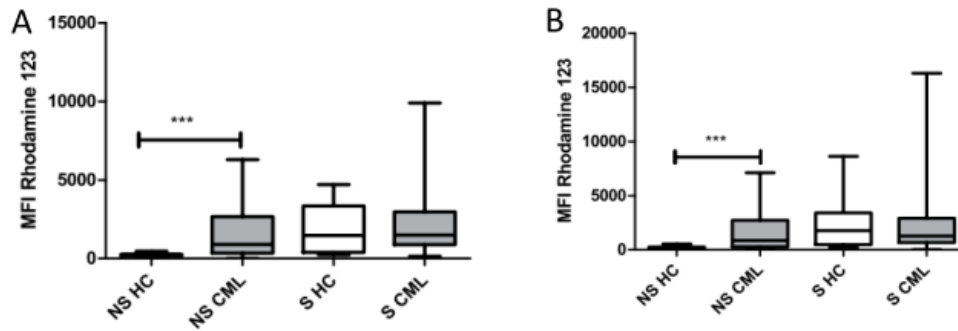 A
MFI Rhodamine 123
15000
10000
5000
0
***
NS HC
NS CML
S HC
S CML
B
MFI Rhodamine 123
20000
15000
10000
5000
0
***
NS HC
NS CML
S HC
S CML